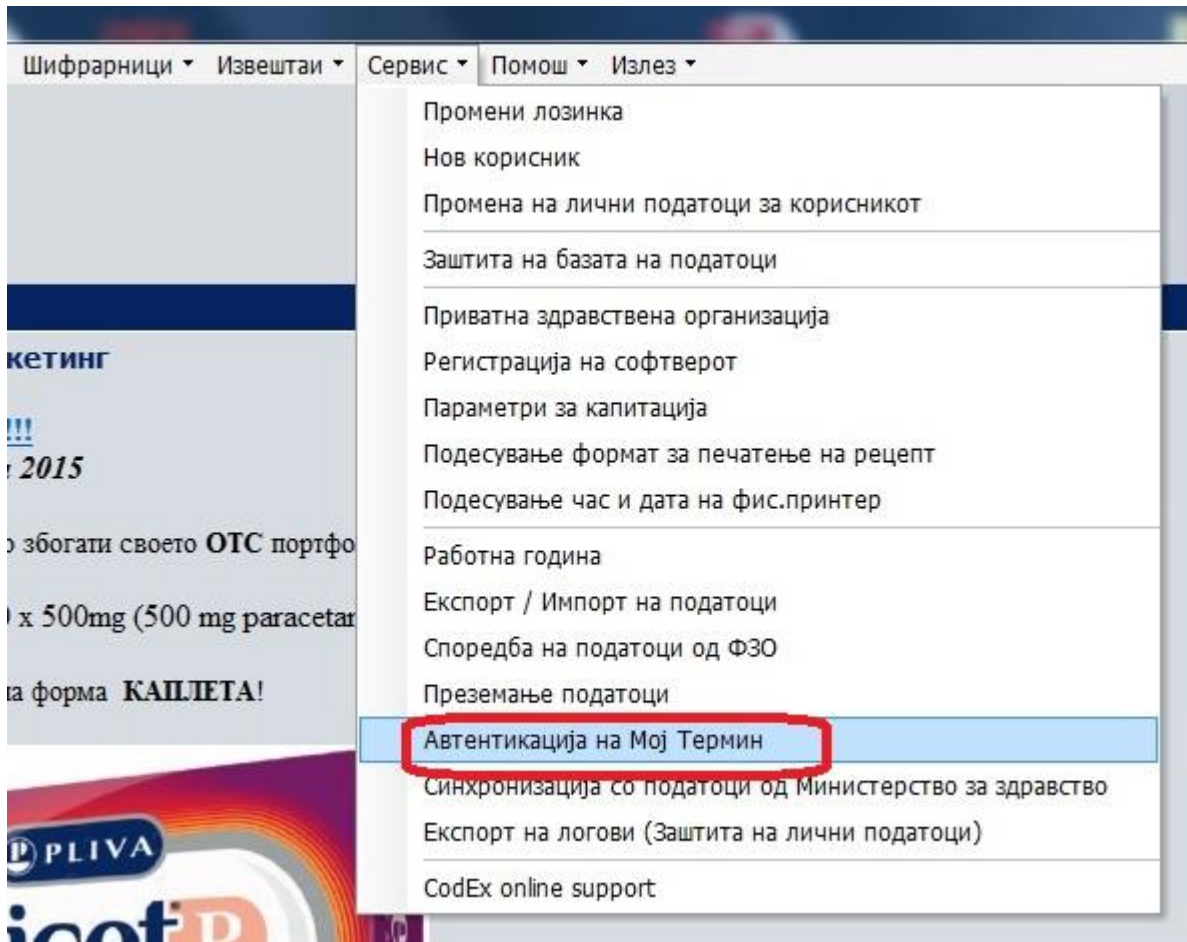 Шифрарници Извештаи Сервис Помош Излез
Промени лозинка
Нов корисник
Промена на лични податоци за корисникот
Заштита на базата на податоци
Приватна здравствена организација
Регистрација на софтверот
Параметри за капитација
Подесување формат за печатење на рецепт
Подесување час и дата на фис.принтер
Работна година
Експорт / Импорт на податоци
Споредба на податоци од ФЗО
Преземање податоци
Автентикација на Мој Термин
Синхронизација со податоци од Министерство за здравство
Експорт на логови (Заштита на лични податоци)
CodEx online support
кетинг
!!!
2015
збогати своето ОТС портфо
x 500mg (500 mg paracetar
на форма КАПЛЕТА!
PLIVA
icet P